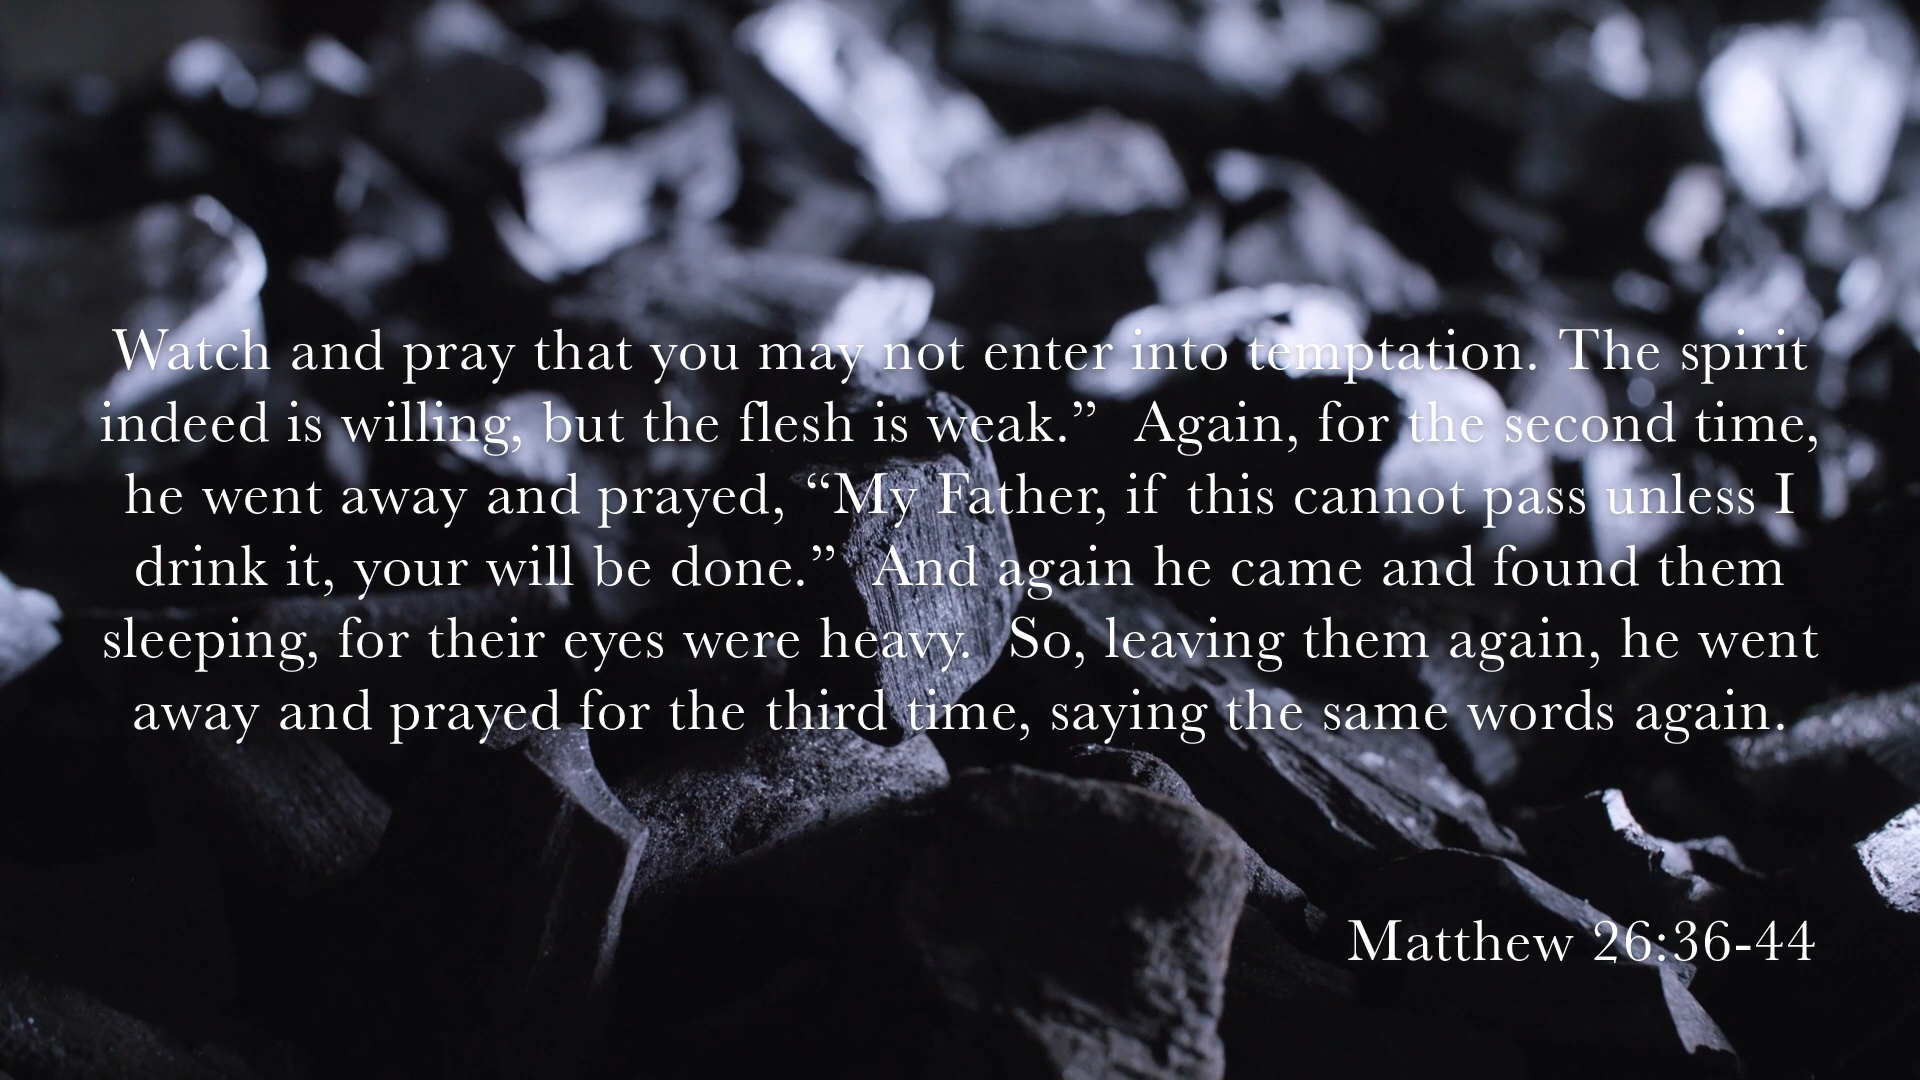 Watch and pray that you may not enter into temptation. The spirit
indeed is willing, but the flesh is weak.”  Again, for the second time,
he went away and prayed, “My Father, if this cannot pass unless I
drink it, your will be done.”  And again he came and found them
sleeping, for their eyes were heavy.  So, leaving them again, he went
away and prayed for the third time, saying the same words again.
Matthew 26:36-44